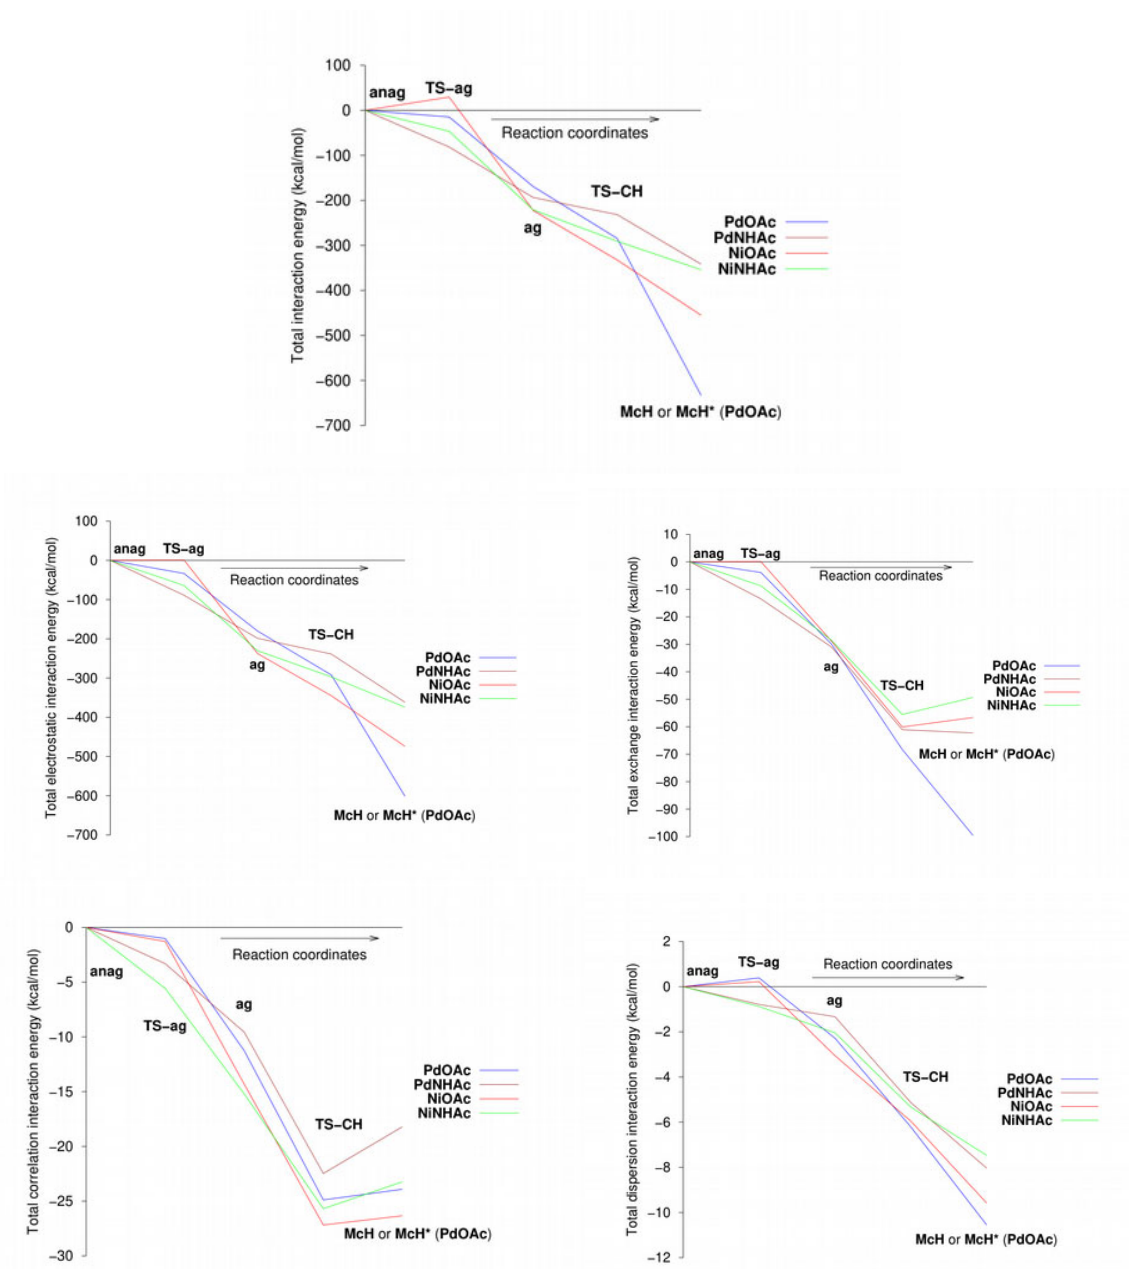 Total interaction energy (kcal/mol)
100
0
−100
−200
−300
−400
−500
−600
−700
anag
TS−ag
Reaction coordinates
TS−CH
ag
PdOAc
PdNHAc
NiOAc
NiNHAc
McH or McH* (PdOAc)
Total electrostatic interaction energy (kcal/mol)
100
0
−100
−200
−300
−400
−500
−600
−700
anag
TS−ag
Reaction coordinates
TS−CH
ag
PdOAc
PdNHAc
NiOAc
NiNHAc
McH or McH* (PdOAc)
Total exchange interaction energy (kcal/mol)
10
0
−10
−20
−30
−40
−50
−60
−70
−80
−90
−100
anag
TS−ag
Reaction coordinates
ag
TS−CH
PdOAc
PdNHAc
NiOAc
NiNHAc
McH or McH* (PdOAc)
Total correlation interaction energy (kcal/mol)
0
−5
−10
−15
−20
−25
−30
Reaction coordinates
anag
ag
TS−ag
PdOAc
PdNHAc
NiOAc
NiNHAc
TS−CH
McH or McH* (PdOAc)
Total dispersion interaction energy (kcal/mol)
2
0
−2
−4
−6
−8
−10
−12
TS−ag
Reaction coordinates
anag
ag
TS−CH
PdOAc
PdNHAc
NiOAc
NiNHAc
McH or McH* (PdOAc)